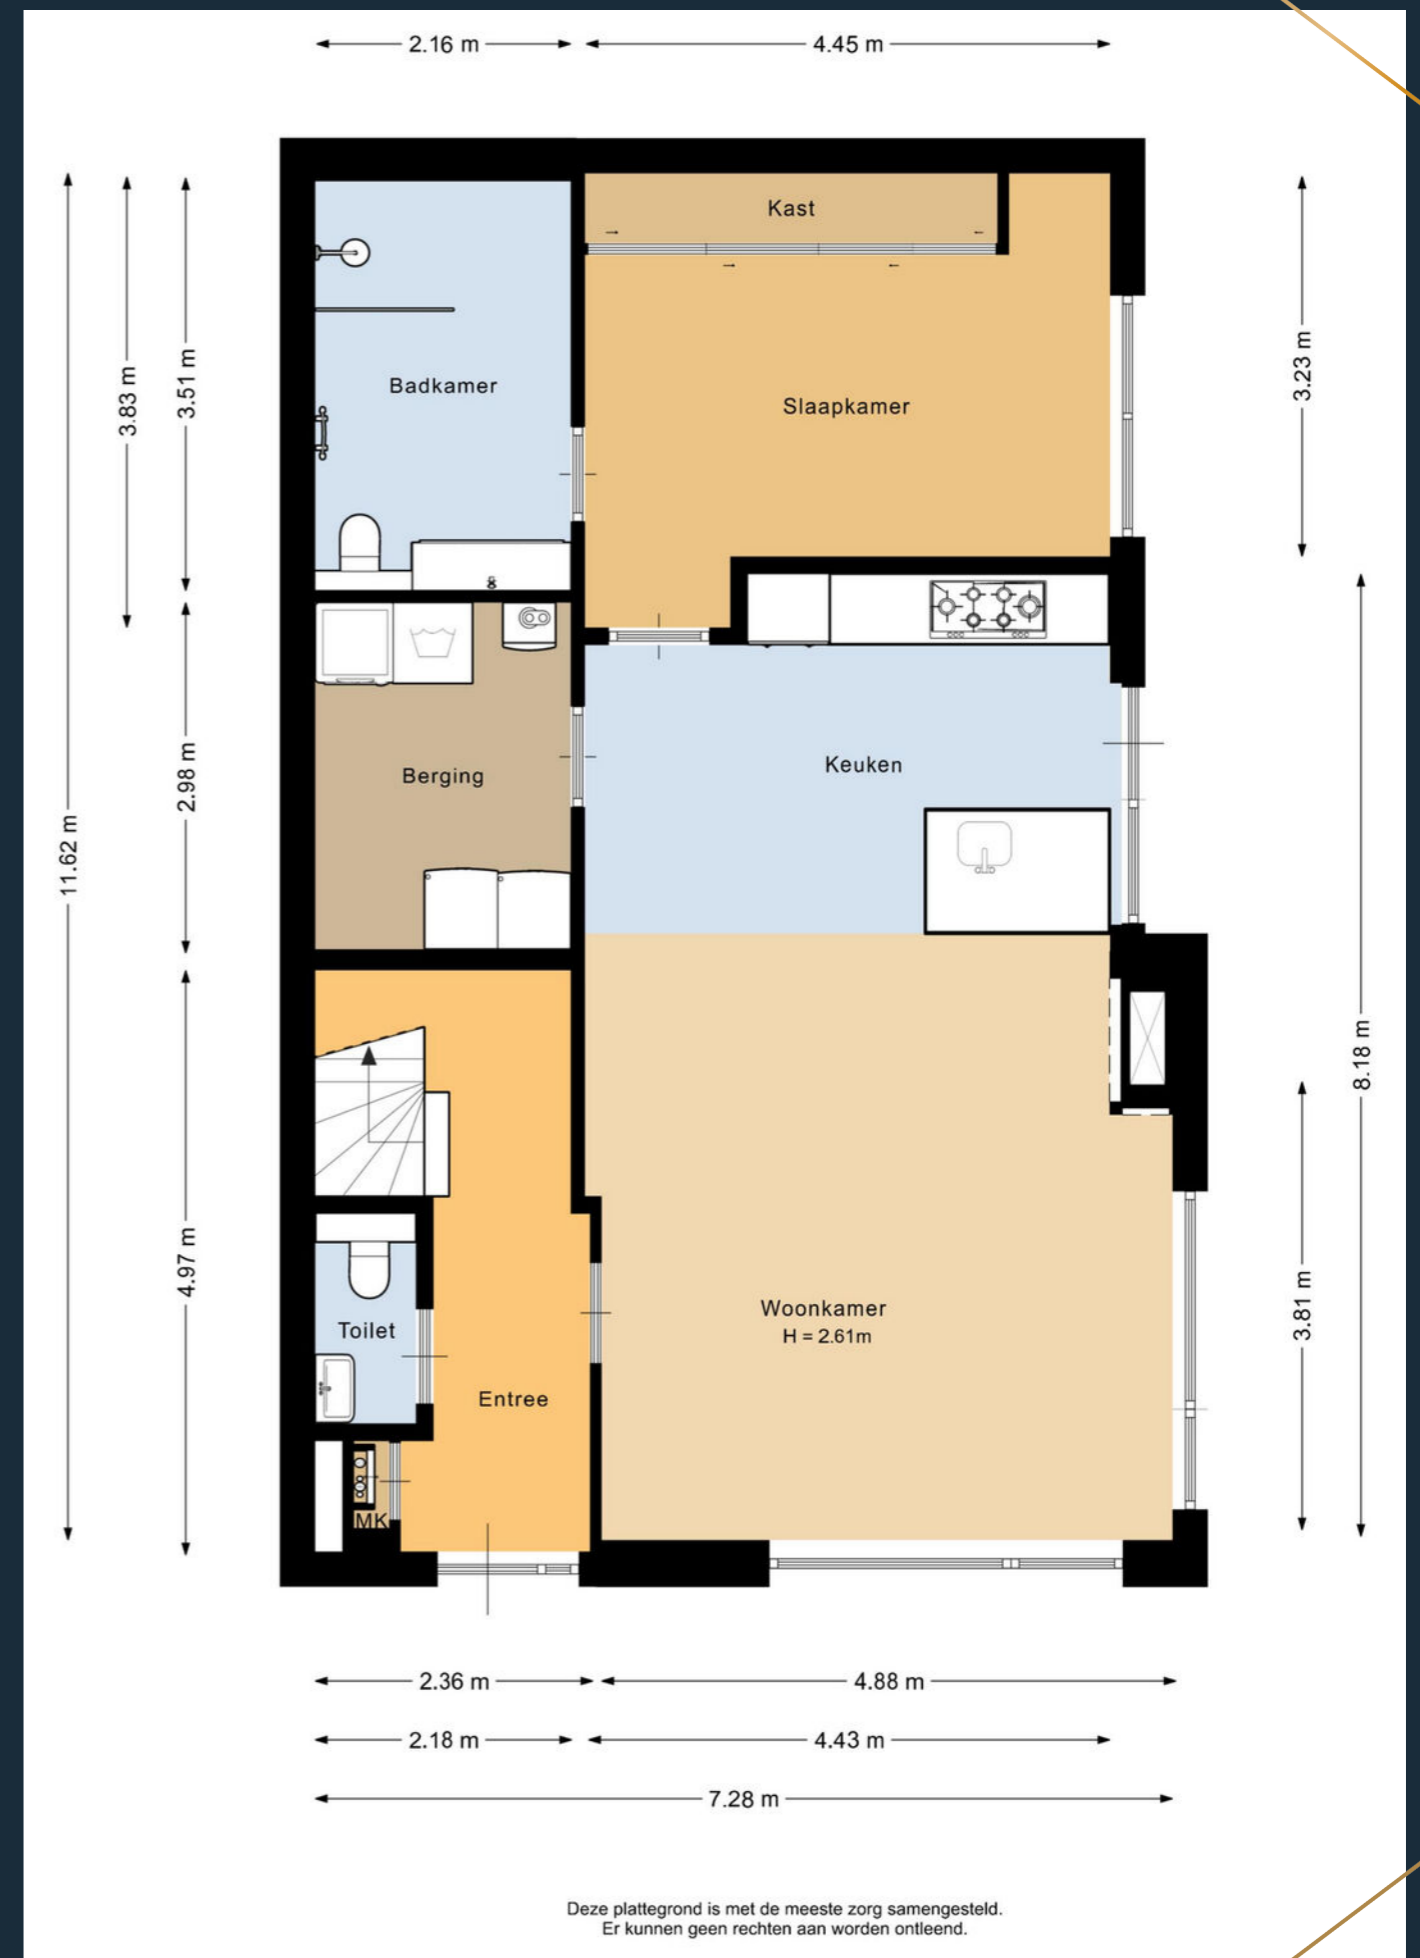 2.16 m
4.45 m
Kast
3.23 m
3.51 m
3.83 m
Badkamer
Slaapkamer
Keuken
Berging
2.98 m
11.62 m
8.18 m
4.97 m
Woonkamer
H = 2.61m
3.81 m
Toilet
Entree
MK
2.36 m
4.88 m
2.18 m
4.43 m
7.28 m
Deze plattegrond is met de meeste zorg samengesteld.
Er kunnen geen rechten aan worden ontleend.